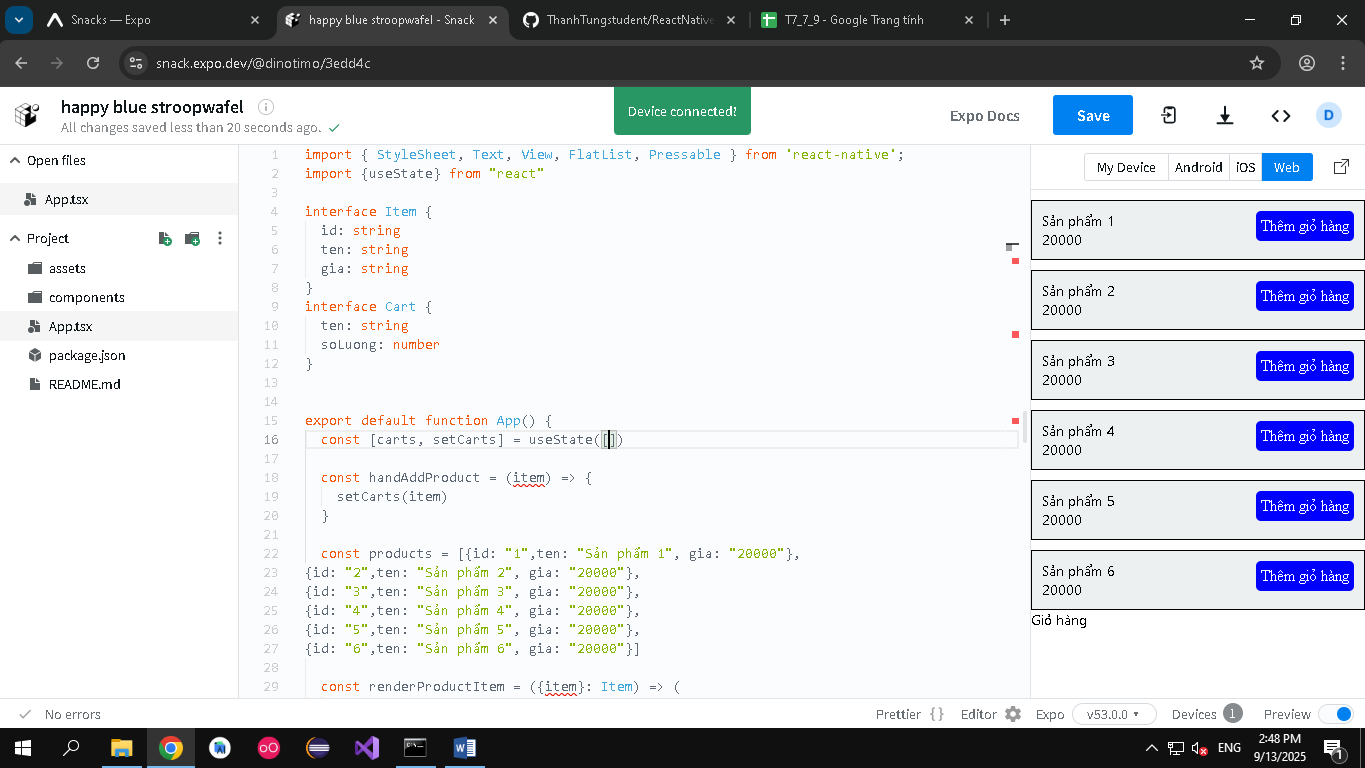 Snacks — Expo
happy blue stroopwafel - Snack
ThanhTungstudent/ReactNative
T7_7_9 - Google Trang tính
snack.expo.dev/@dinotimo/3edd4c
happy blue stroopwafel
All changes saved less than 20 seconds ago.
Device connected!
Expo Docs
Save
D
Open files
App.tsx
Project
assets
components
App.tsx
package.json
README.md
1 import { StyleSheet, Text, View, FlatList, Pressable } from 'react-native';
2 import {useState} from "react"
3
4 interface Item {
5 id: string
6 ten: string
7 gia: string
8 }
9 interface Cart {
10 ten: string
11 soLuong: number
12 }
13
14
15 export default function App() {
16 const [carts, setCarts] = useState([])
17
18 const handAddProduct = (item) => {
19 setCarts(item)
20 }
21
22 const products = [{id: "1",ten: "Sản phẩm 1", gia: "20000"},
23 {id: "2",ten: "Sản phẩm 2", gia: "20000"},
24 {id: "3",ten: "Sản phẩm 3", gia: "20000"},
25 {id: "4",ten: "Sản phẩm 4", gia: "20000"},
26 {id: "5",ten: "Sản phẩm 5", gia: "20000"},
27 {id: "6",ten: "Sản phẩm 6", gia: "20000"}]
28
29 const renderProductItem = ({item}: Item) => (
My Device Android iOS Web
Sản phẩm 1
20000
Thêm giỏ hàng
Sản phẩm 2
20000
Thêm giỏ hàng
Sản phẩm 3
20000
Thêm giỏ hàng
Sản phẩm 4
20000
Thêm giỏ hàng
Sản phẩm 5
20000
Thêm giỏ hàng
Sản phẩm 6
20000
Thêm giỏ hàng
Giỏ hàng
No errors
Prettier {} Editor Expo v53.0.0 Devices 1 Preview
ENG
2:48 PM
9/13/2025
1